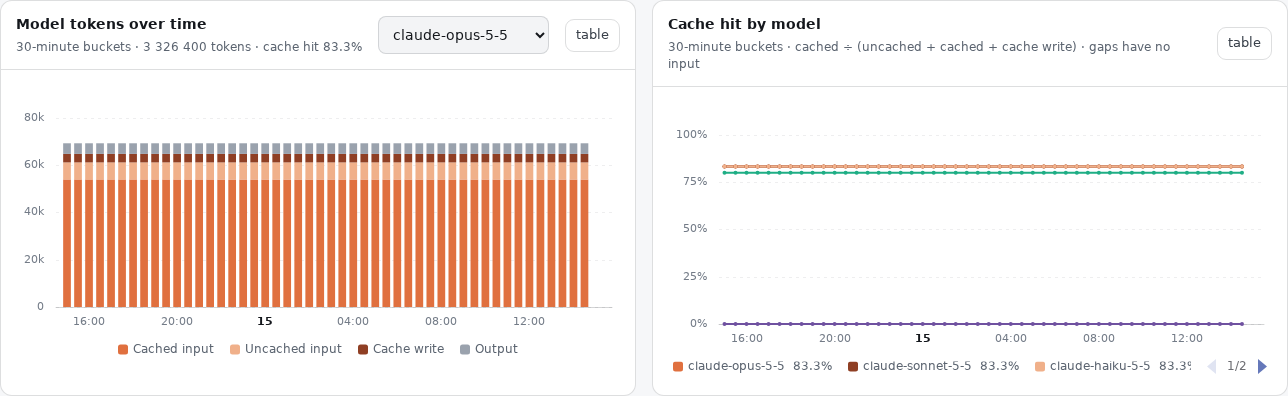 Model tokens over time
30-minute buckets · 3 326 400 tokens · cache hit 83.3%
claude-opus-5-5
table
80k
60k
40k
20k
0
16:00 20:00 15 04:00 08:00 12:00
Cached input Uncached input Cache write Output
Cache hit by model
30-minute buckets · cached ÷ (uncached + cached + cache write) · gaps have no
input
table
100%
75%
50%
25%
0%
16:00 20:00 15 04:00 08:00 12:00
claude-opus-5-5 83.3% claude-sonnet-5-5 83.3% claude-haiku-5-5 83.3% 1/2